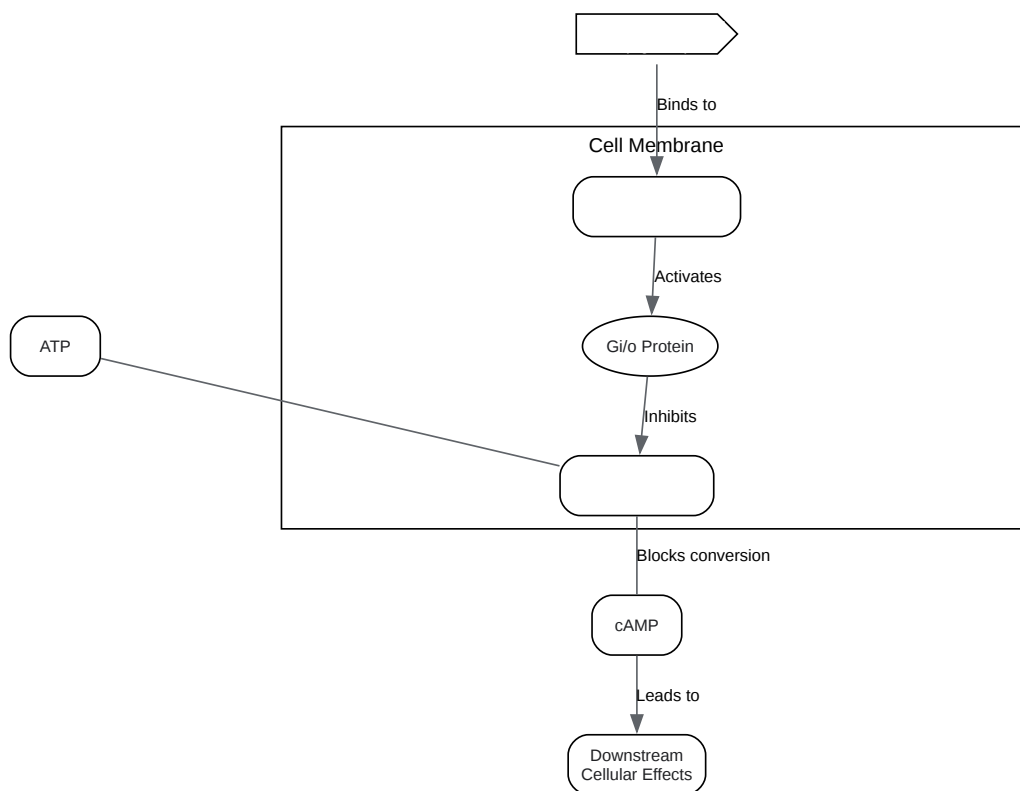 Binds to
Cell Membrane
Activates
ATP
Gi/o Protein
Inhibits
Blocks conversion
cAMP
Leads to
Downstream
Cellular Effects